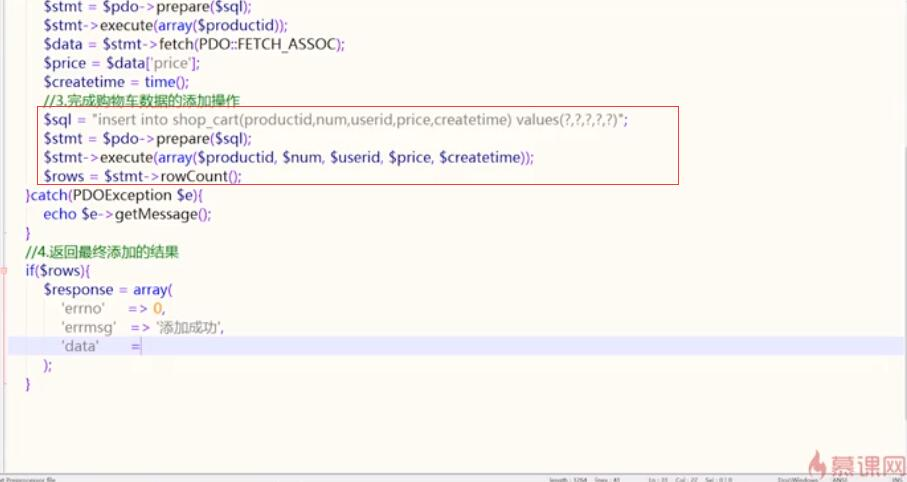 $stmt = $pdo->prepare($sql);
$stmt->execute(array($productid));
$data = $stmt->fetch(PDO::FETCH_ASSOC);
$price = $data['price'];
$createtime = time();
//3.完成购物车数据的添加操作
$sql = "insert into shop_cart(productid,num,userid,price,createtime) values(?,?,?,?,?)";
$stmt = $pdo->prepare($sql);
$stmt->execute(array($productid, $num, $userid, $price, $createtime));
$rows = $stmt->rowCount();
}catch(PDOException $e){
echo $e->getMessage();
}
//4.返回最终添加的结果
if($rows){
$response = array(
'errno' => 0,
'errmsg' => '添加成功',
'data' =
);
}
慕课网